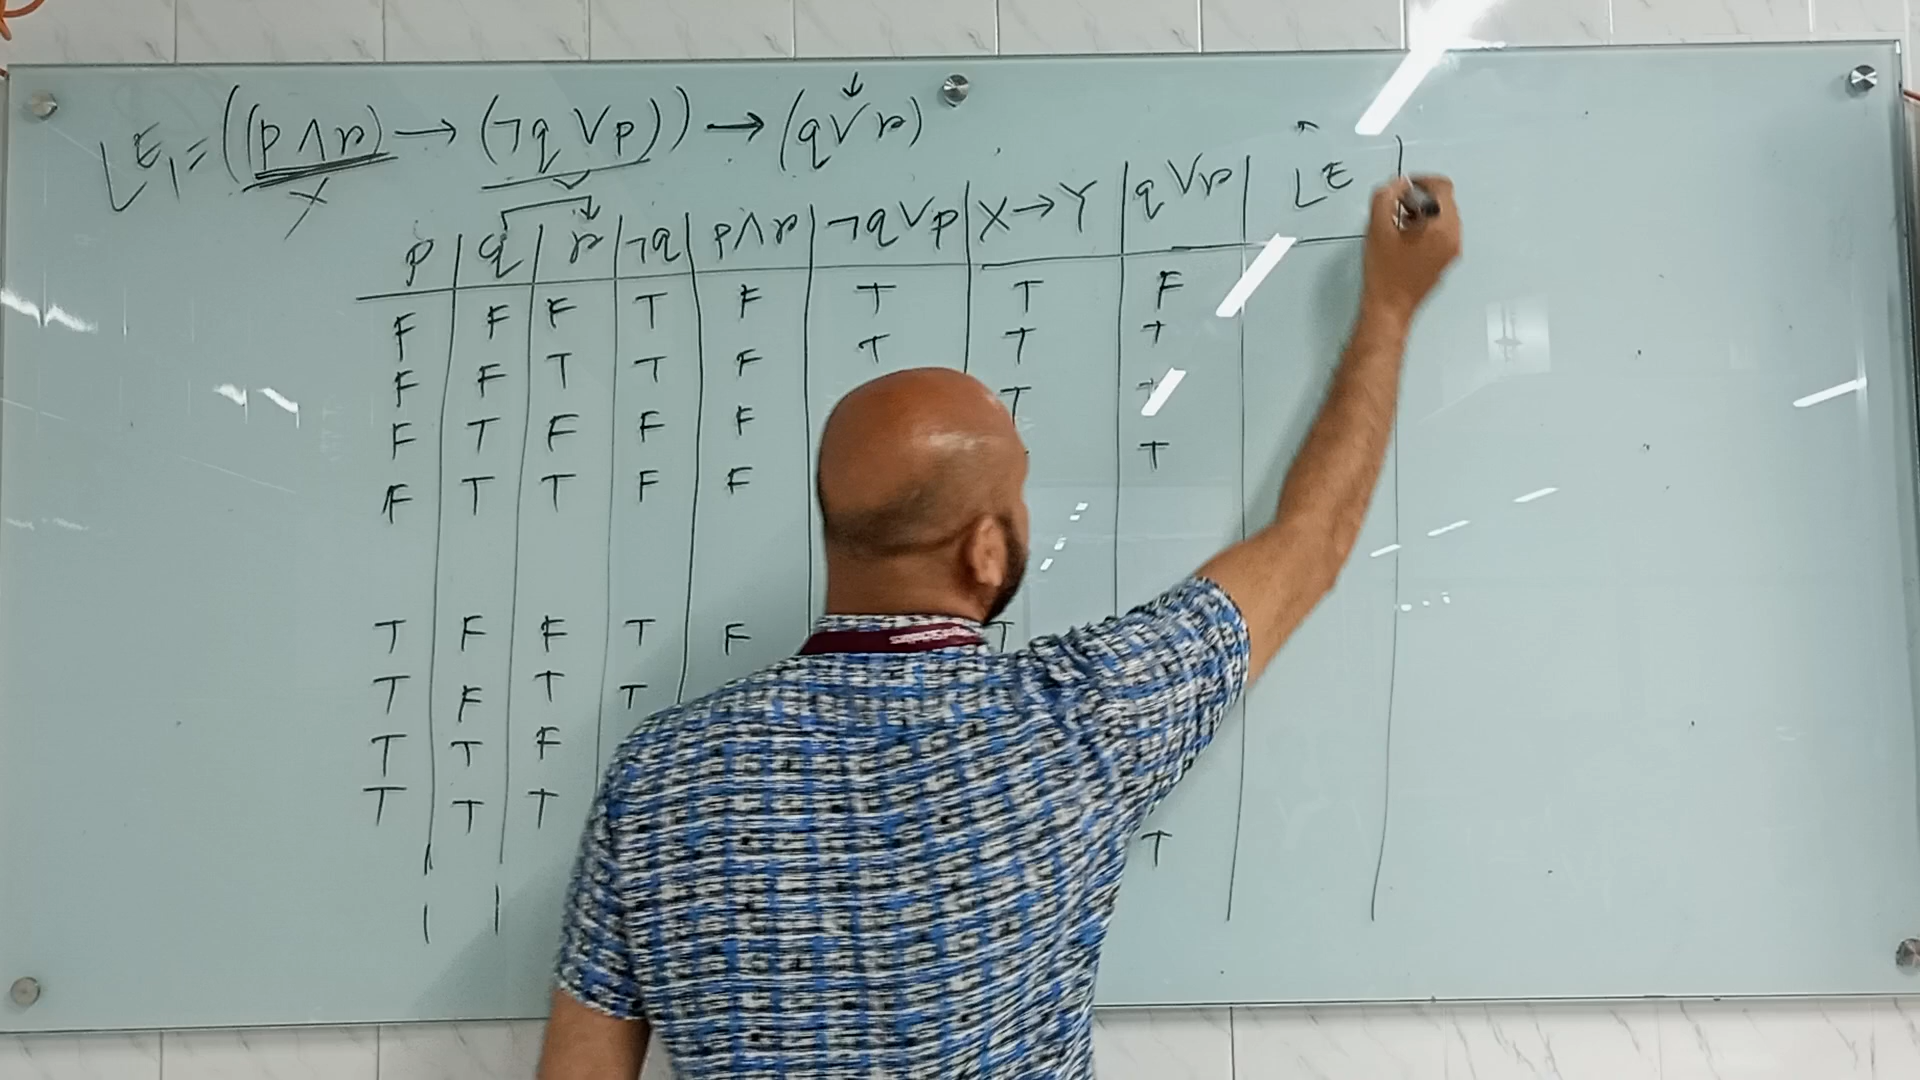 LE₁ = ((p ∧ r) → (¬q ∨ p)) → (q ∨ r)
X
p | q | r | ¬q | p∧r | ¬q∨p | X→Y | q∨r | LE
F | F | F | T | F | T | T | F
F | F | T | T | F | T | T | T
F | T | F | F | F | T
F | T | T | F | F | T
T | F | F | T | F | T
T | F | T | T
T | T | F
T | T | T
T